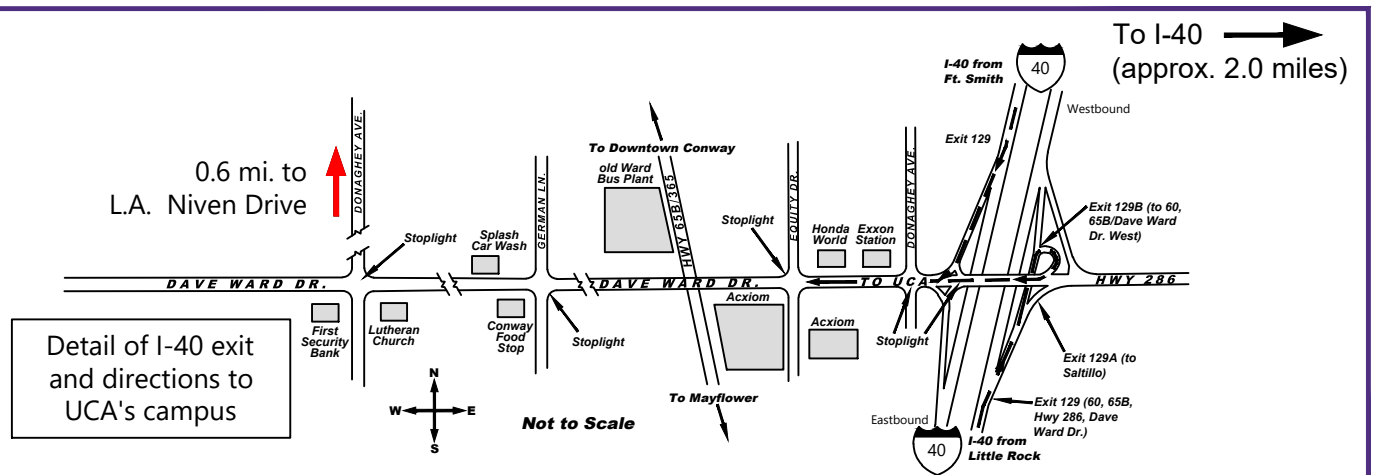 To I-40
(approx. 2.0 miles)
I-40 from
Ft. Smith
40
Westbound
Exit 129
0.6 mi. to
L.A. Niven Drive
DONAGHEY AVE.
Stoplight
Splash
Car Wash
GERMAN LN.
To Downtown Conway
old Ward
Bus Plant
HWY 65B/365
Stoplight
EQUITY DR.
Honda
World
Exxon
Station
DONAGHEY AVE.
Exit 129B (to 60,
65B/Dave Ward
Dr. West)
DAVE WARD DR.
DAVE WARD DR.
TO UCA
HWY 286
First
Security
Bank
Lutheran
Church
Conway
Food
Stop
Stoplight
Acxiom
Acxiom
Stoplight
Exit 129A (to
Saltillo)
Detail of I-40 exit
and directions to
UCA's campus
N
W
E
S
Not to Scale
To Mayflower
Exit 129 (60, 65B,
Hwy 286, Dave
Ward Dr.)
Eastbound
40
I-40 from
Little Rock